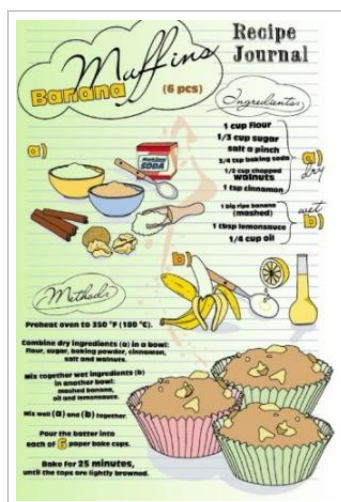 Recipe
Journal
Banana Muffins
(6 pcs)
Ingredients
1 cup flour
1/3 cup sugar
salt a pinch
3/4 tsp baking soda
1/2 cup chopped
walnuts
1 tsp cinnamon
a)
dry
1 big ripe banana
(mashed)
1 tbsp lemonsauce
1/4 cup oil
wet
b)
a)
SODA
b)
Methods
Preheat oven to 350 °F (180 °C).
Combine dry ingredients (a) in a bowl:
flour, sugar, baking powder, cinnamon,
salt and walnuts.
Mix together wet ingredients (b)
in another bowl:
mashed banana,
oil and lemonsauce.
Mix well (a) and (b) together.
Pour the batter into
each of 6 paper bake cups.
Bake for 25 minutes,
until the tops are lightly browned.